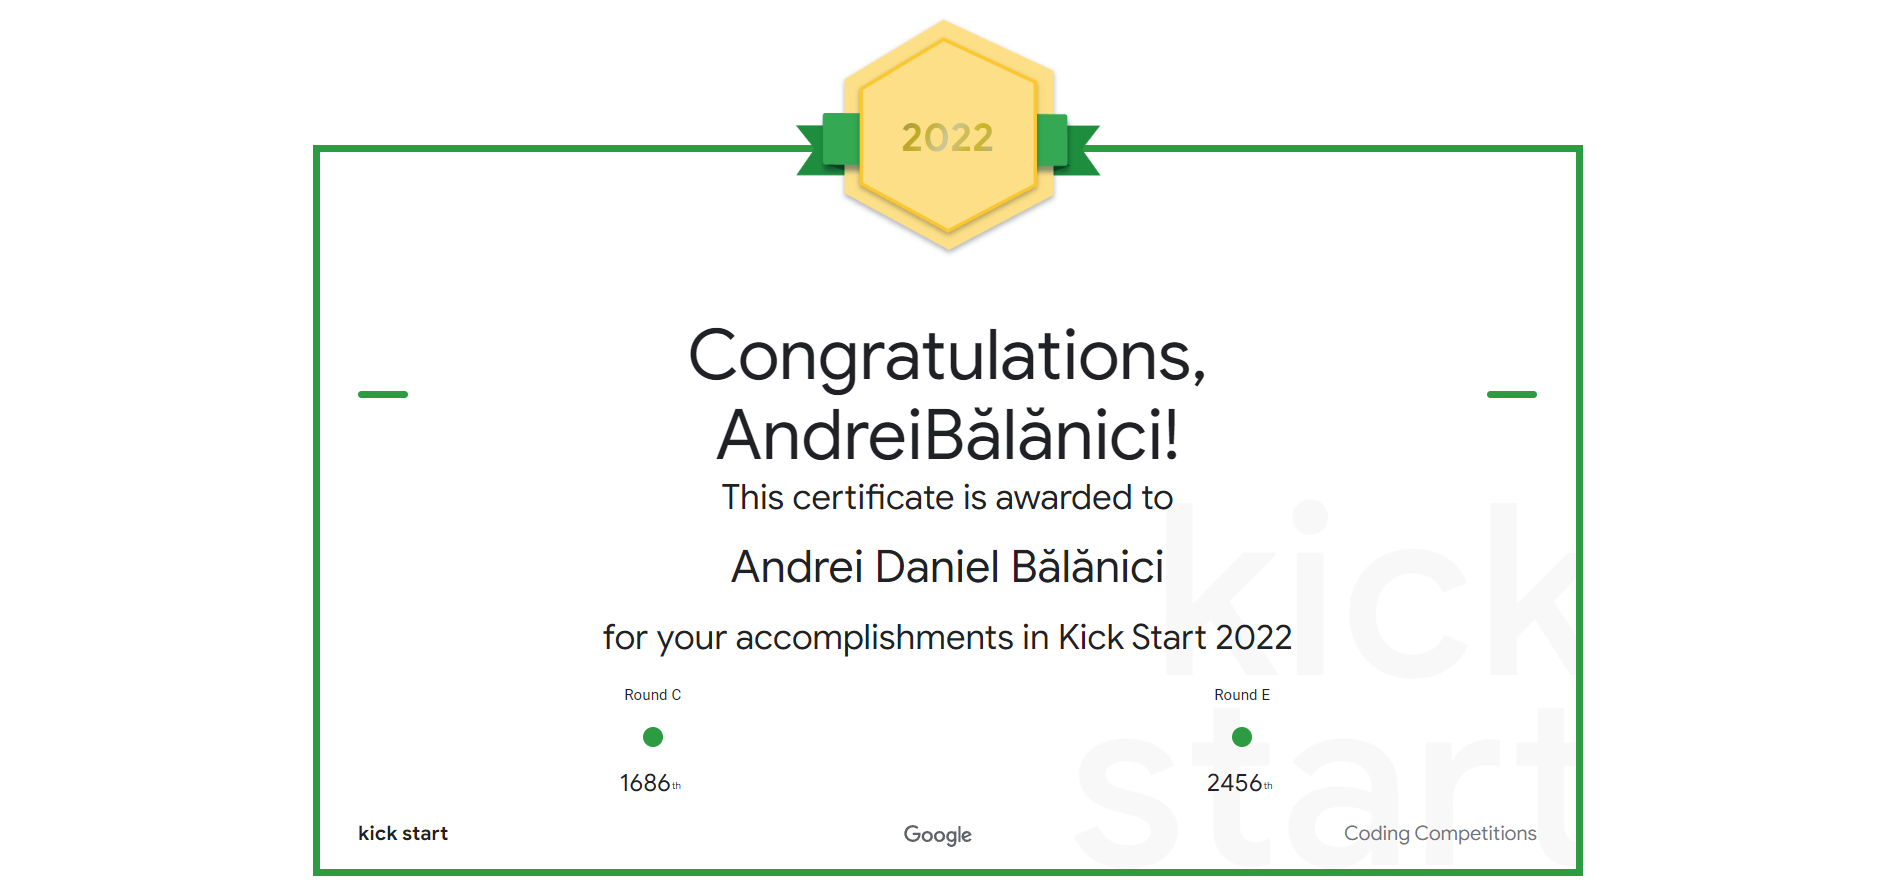 2022
Congratulations,
AndreiBălănici!
This certificate is awarded to
Andrei Daniel Bălănici
for your accomplishments in Kick Start 2022
kick
start
Round C
Round E
1686th
2456th
kick start
Google
Coding Competitions